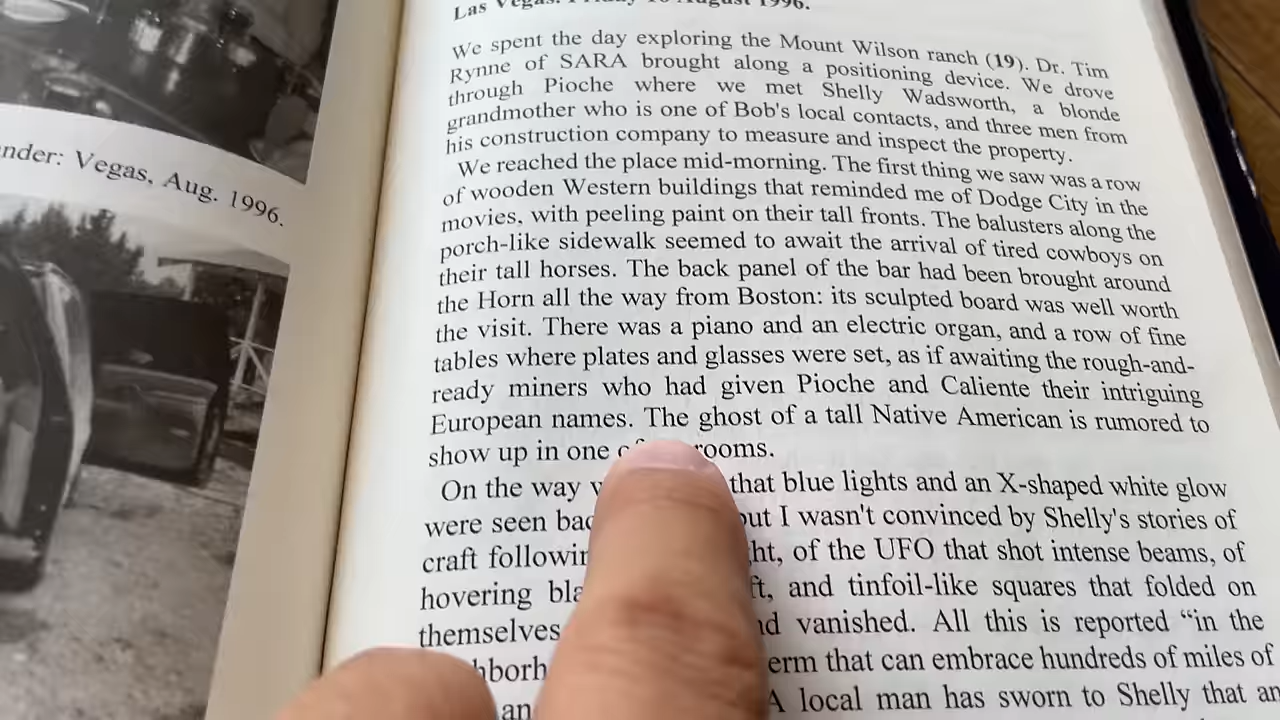 nder: Vegas, Aug. 1996.
Las Vegas. Friday 16 August 1996.
We spent the day exploring the Mount Wilson ranch (19). Dr. Tim
Rynne of SARA brought along a positioning device. We drove
through Pioche where we met Shelly Wadsworth, a blonde
grandmother who is one of Bob's local contacts, and three men from
his construction company to measure and inspect the property.
We reached the place mid-morning. The first thing we saw was a row
of wooden Western buildings that reminded me of Dodge City in the
movies, with peeling paint on their tall fronts. The balusters along the
porch-like sidewalk seemed to await the arrival of tired cowboys on
their tall horses. The back panel of the bar had been brought around
the Horn all the way from Boston: its sculpted board was well worth
the visit. There was a piano and an electric organ, and a row of fine
tables where plates and glasses were set, as if awaiting the rough-and-
ready miners who had given Pioche and Caliente their intriguing
European names. The ghost of a tall Native American is rumored to
show up in one rooms.
On the way that blue lights and an X-shaped white glow
were seen but I wasn't convinced by Shelly's stories of
craft of the UFO that shot intense beams, of
hovering and tinfoil-like squares that folded on
themselves vanished. All this is reported “in the
that can embrace hundreds of miles of
A local man has sworn to Shelly that